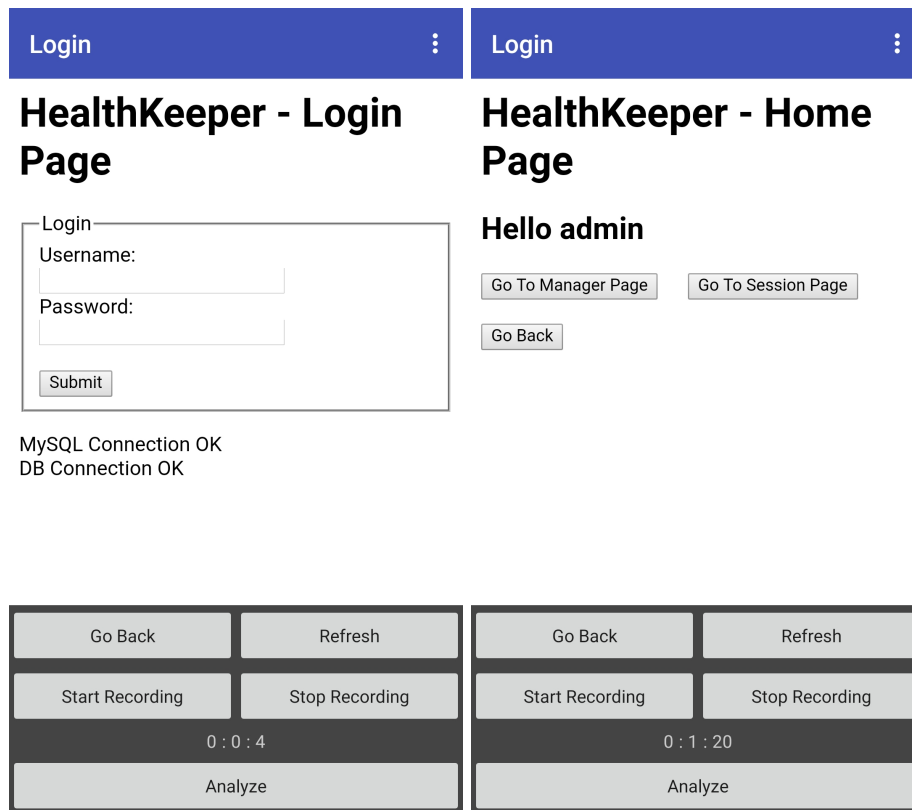 Login
HealthKeeper - Login
Page
Login
Username:
Password:
Submit
MySQL Connection OK
DB Connection OK
Go Back
Refresh
Start Recording
Stop Recording
0 : 0 : 4
Analyze
Login
HealthKeeper - Home
Page
Hello admin
Go To Manager Page
Go To Session Page
Go Back
Go Back
Refresh
Start Recording
Stop Recording
0 : 1 : 20
Analyze